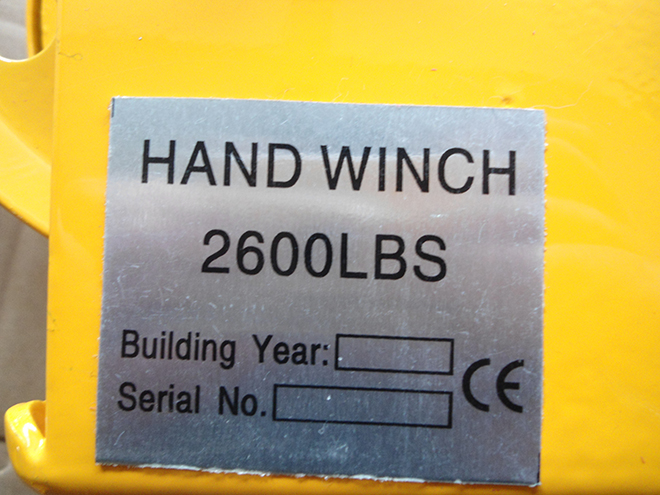 HAND WINCH
2600LBS
Building Year:
Serial No.
CE